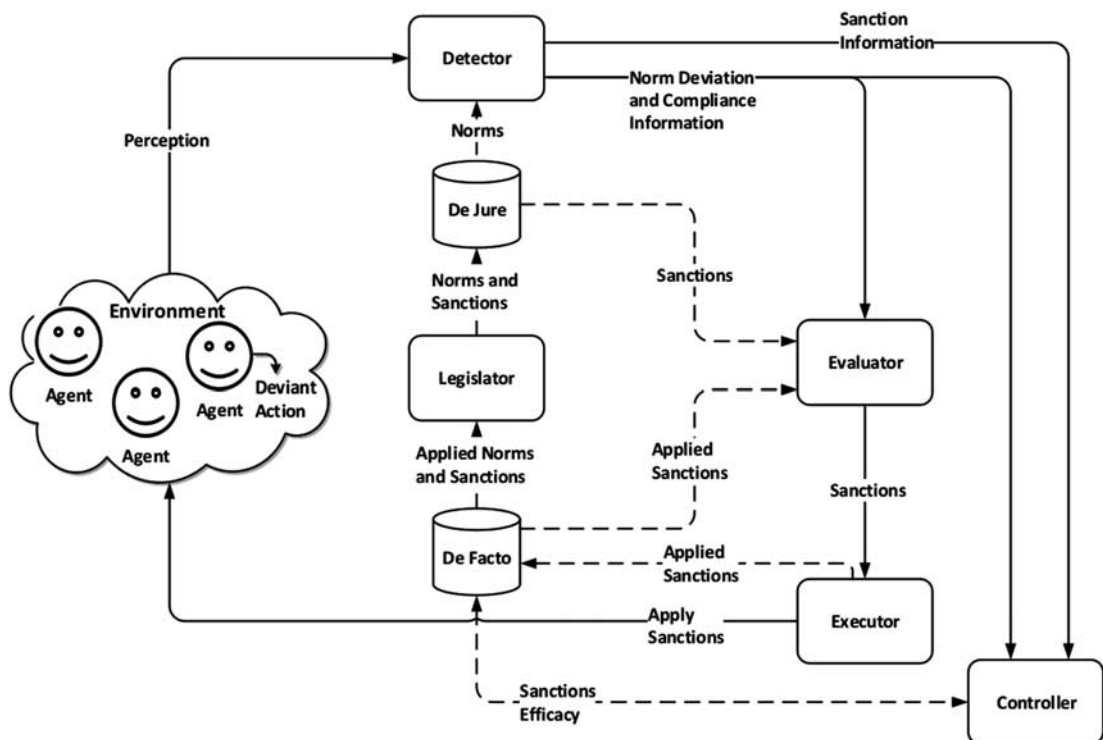 Sanction
Information
Detector
Norm Deviation
and Compliance
Information
Norms
Perception
De Jure
Norms and
Sanctions
Sanctions
Environment
Agent
Agent
Deviant
Action
Agent
Legislator
Evaluator
Applied Norms
and Sanctions
Applied
Sanctions
Sanctions
De Facto
Applied
Sanctions
Executor
Apply
Sanctions
Sanctions
Efficacy
Controller